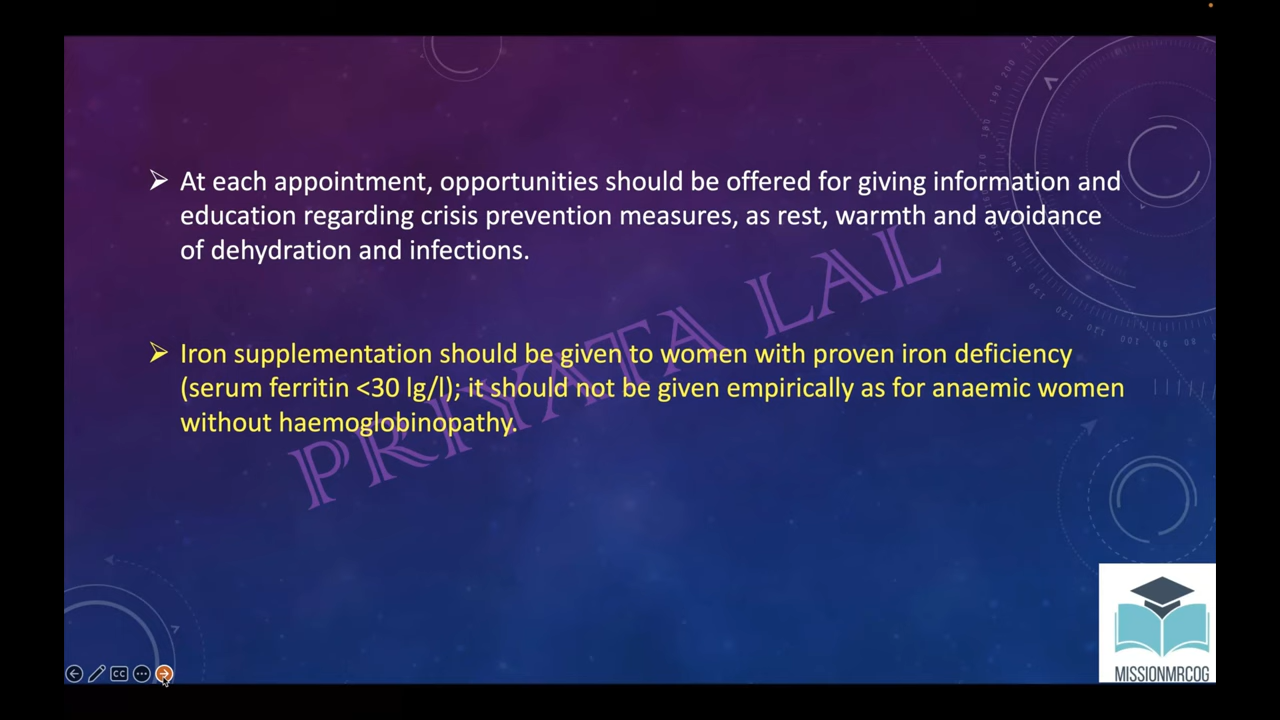 At each appointment, opportunities should be offered for giving information and
education regarding crisis prevention measures, as rest, warmth and avoidance
of dehydration and infections.
Iron supplementation should be given to women with proven iron deficiency
(serum ferritin <30 lg/l); it should not be given empirically as for anaemic women
without haemoglobinopathy.
PRIYATA LAL
CC
MISSIONMRCOG